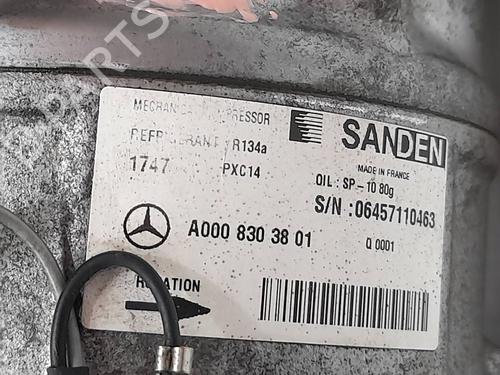 PARTS
MECHANICAL COMPRESSOR
SANDEN
REFRIGERANT R134a
MADE IN FRANCE
1747 PXC14
OIL : SP-10 80g
S/N :06457110463
A000 830 38 01
Q 0001
ROTATION